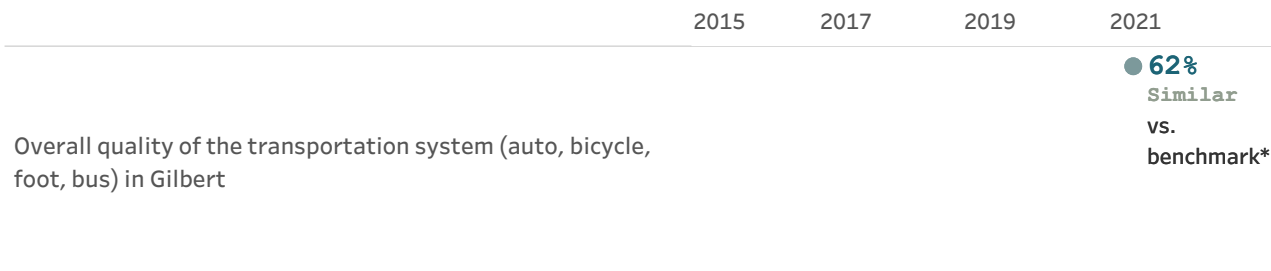 2015 2017 2019 2021
62%
Similar
vs.
benchmark*
Overall quality of the transportation system (auto, bicycle,
foot, bus) in Gilbert